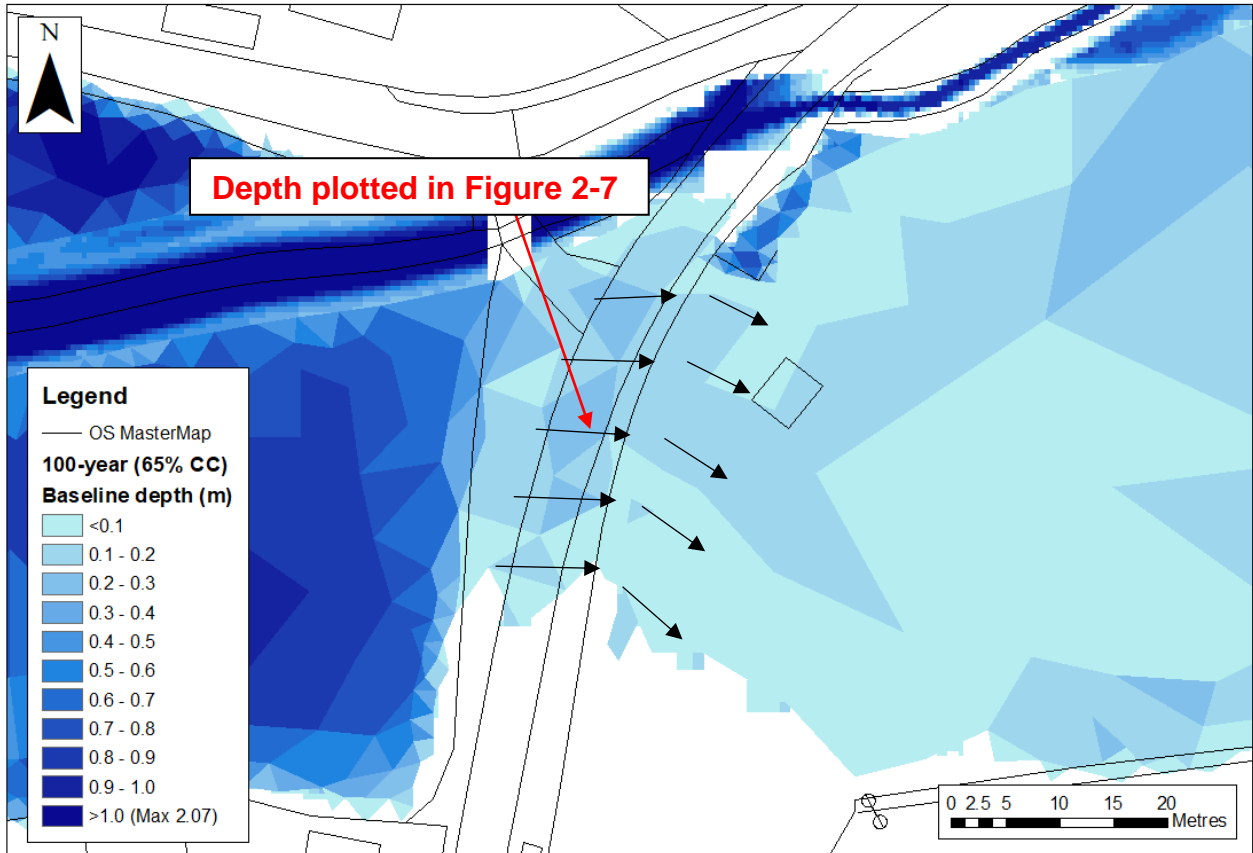 N
Depth plotted in Figure 2-7
Legend
OS MasterMap
100-year (65% CC)
Baseline depth (m)
<0.1
0.1 - 0.2
0.2 - 0.3
0.3 - 0.4
0.4 - 0.5
0.5 - 0.6
0.6 - 0.7
0.7 - 0.8
0.8 - 0.9
0.9 - 1.0
>1.0 (Max 2.07)
0 2.5 5 10 15 20
Metres